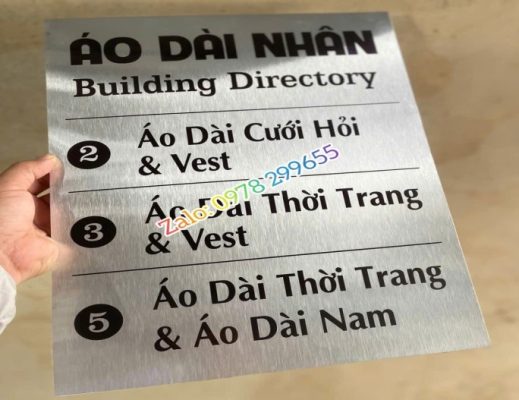 ÁO DÀI NHÂN
Building Directory
2
Áo Dài Cưới Hỏi
& Vest
3
Áo Dài Thời Trang
& Vest
5
Áo Dài Thời Trang
& Áo Dài Nam
Zalo: 0978 299655